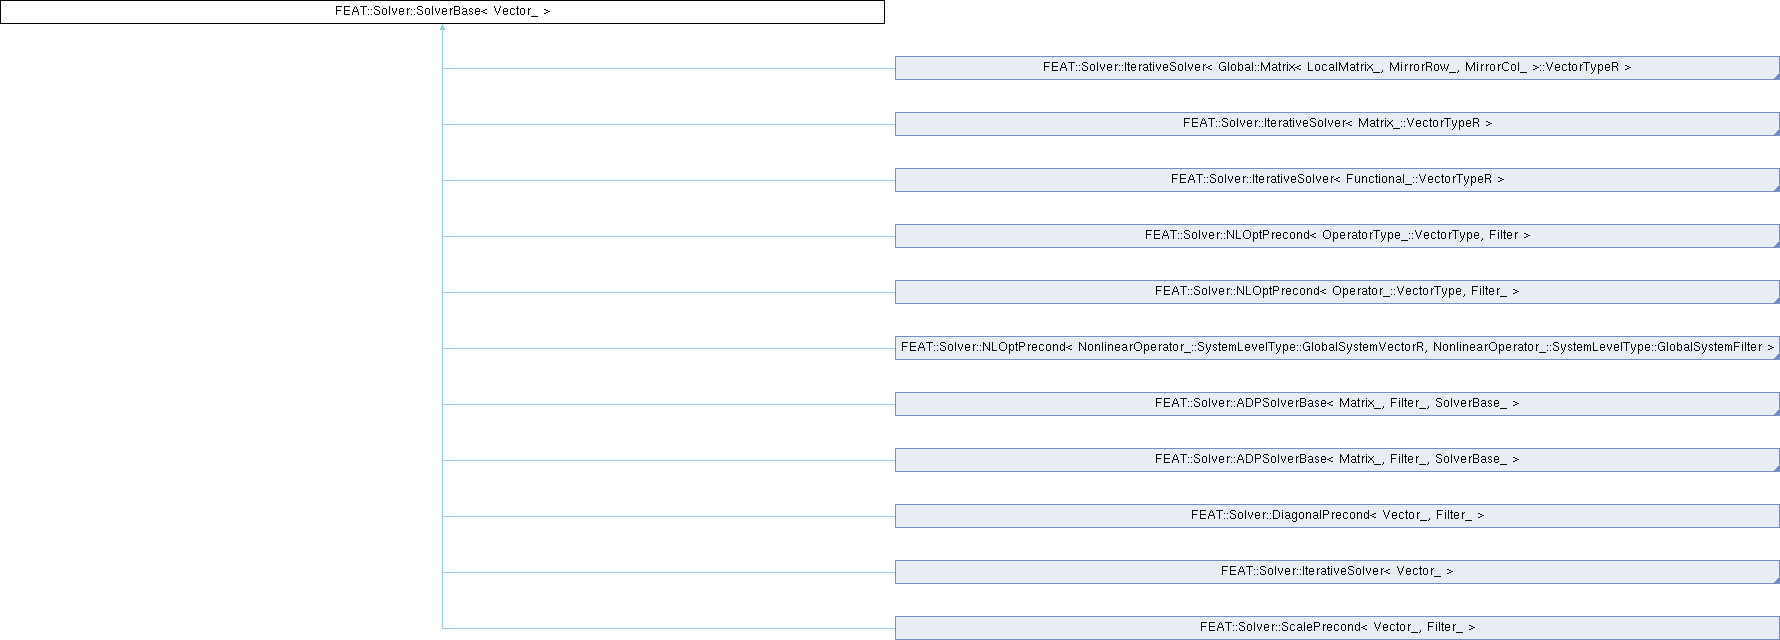 FEAT::Solver::SolverBase< Vector_ >
FEAT::Solver::IterativeSolver< Global::Matrix< LocalMatrix_, MirrorRow_, MirrorCol_ >::VectorTypeR >
FEAT::Solver::IterativeSolver< Matrix_::VectorTypeR >
FEAT::Solver::IterativeSolver< Functional_::VectorTypeR >
FEAT::Solver::NLOptPrecond< OperatorType_::VectorType, Filter >
FEAT::Solver::NLOptPrecond< Operator_::VectorType, Filter_ >
FEAT::Solver::NLOptPrecond< NonlinearOperator_::SystemLevelType::GlobalSystemVectorR, NonlinearOperator_::SystemLevelType::GlobalSystemFilter >
FEAT::Solver::ADPSolverBase< Matrix_, Filter_, SolverBase_ >
FEAT::Solver::ADPSolverBase< Matrix_, Filter_, SolverBase_ >
FEAT::Solver::DiagonalPrecond< Vector_, Filter_ >
FEAT::Solver::IterativeSolver< Vector_ >
FEAT::Solver::ScalePrecond< Vector_, Filter_ >